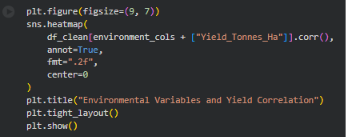 plt.figure(figsize=(9, 7))
sns.heatmap(
    df_clean[environment_cols + ["Yield_Tonnes_Ha"]].corr(),
    annot=True,
    fmt=".2f",
    center=0
)
plt.title("Environmental Variables and Yield Correlation")
plt.tight_layout()
plt.show()